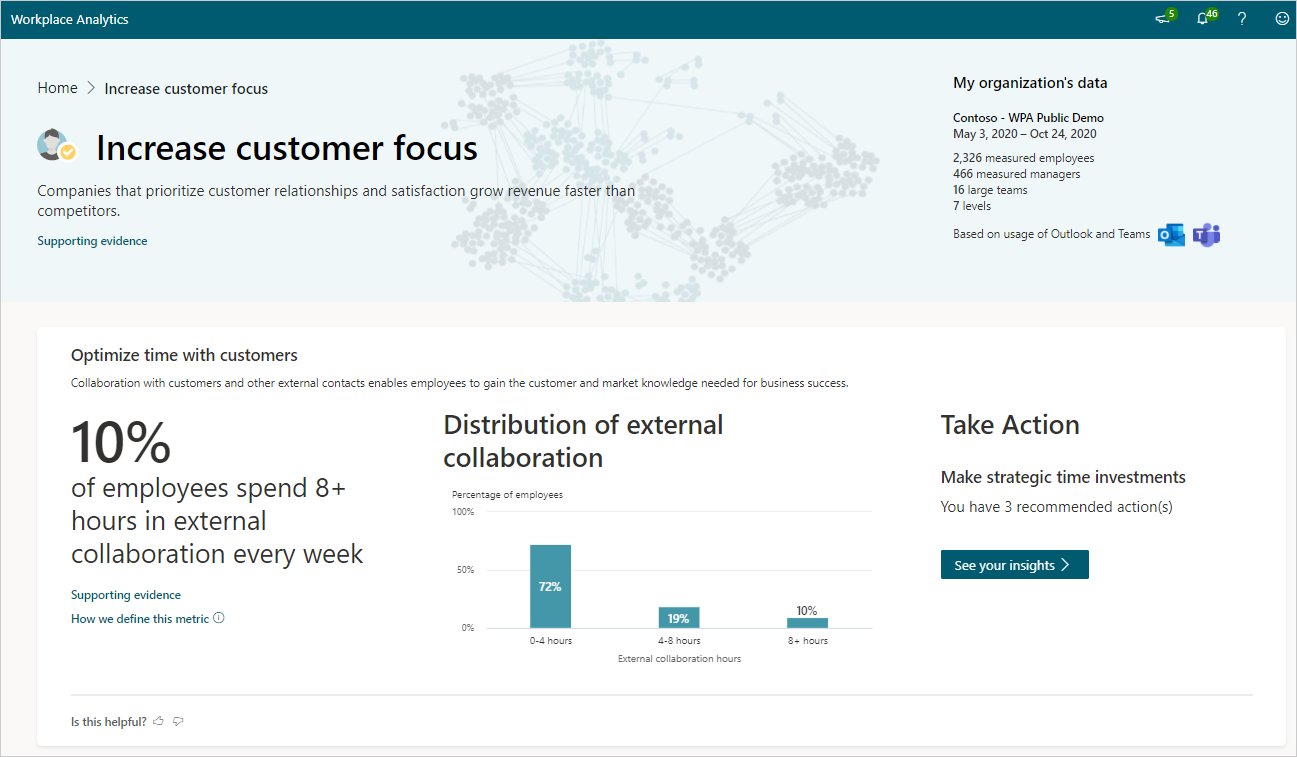 Workplace Analytics
5
46
?
Home > Increase customer focus
Increase customer focus
Companies that prioritize customer relationships and satisfaction grow revenue faster than
competitors.
Supporting evidence
My organization's data
Contoso - WPA Public Demo
May 3, 2020 – Oct 24, 2020
2,326 measured employees
466 measured managers
16 large teams
7 levels
Based on usage of Outlook and Teams
Optimize time with customers
Collaboration with customers and other external contacts enables employees to gain the customer and market knowledge needed for business success.
10%
of employees spend 8+
hours in external
collaboration every week
Supporting evidence
How we define this metric
Distribution of external
collaboration
Percentage of employees
100%
50%
0%
72%
19%
10%
0-4 hours
4-8 hours
8+ hours
External collaboration hours
Take Action
Make strategic time investments
You have 3 recommended action(s)
See your insights >
Is this helpful?